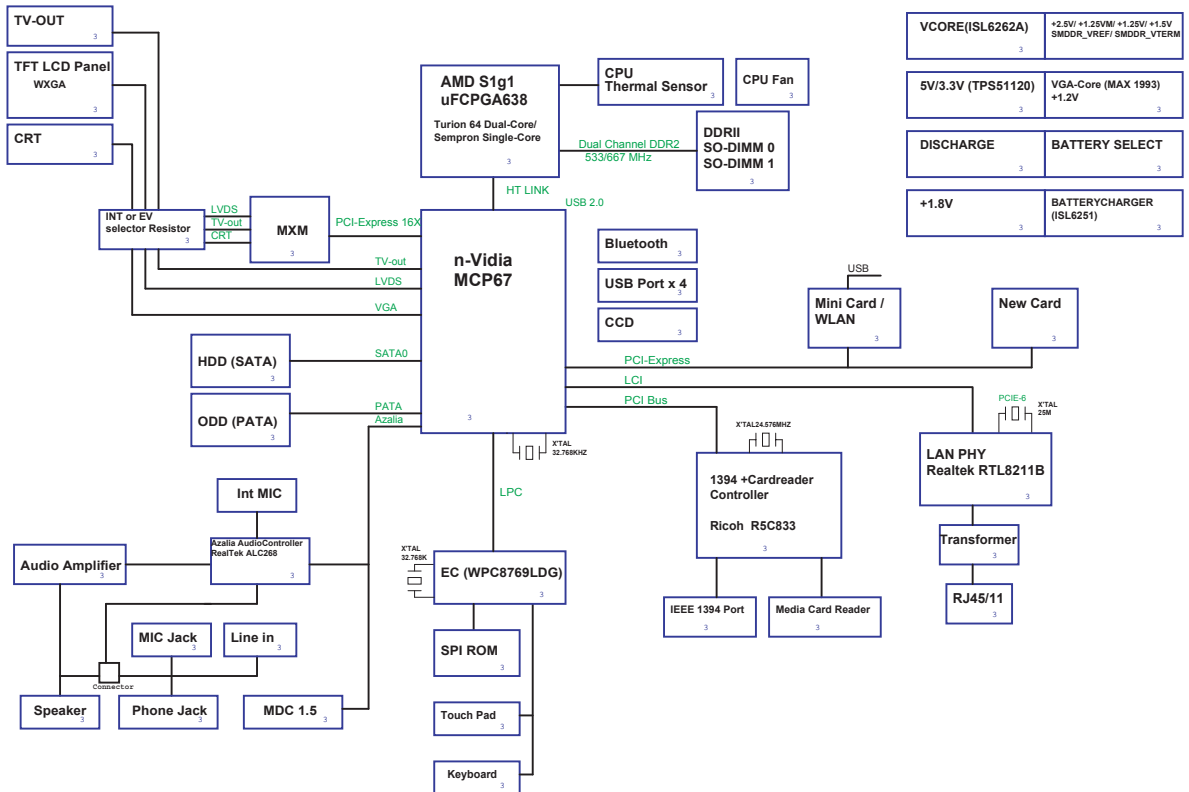 TV-OUT
3
TFT LCD Panel
WXGA
3
CRT
3
AMD S1g1
uFCPGA638
Turion 64 Dual-Core/
Sempron Single-Core
3
CPU
Thermal Sensor
3
CPU Fan
3
Dual Channel DDR2
533/667 MHz
DDRII
SO-DIMM 0
SO-DIMM 1
3
VCORE(ISL6262A)
3
+2.5V/ +1.25VM/ +1.25V/ +1.5V
SMDDR_VREF/ SMDDR_VTERM
3
5V/3.3V (TPS51120)
3
VGA-Core (MAX 1993)
+1.2V
3
DISCHARGE
3
BATTERY SELECT
3
+1.8V
3
BATTERYCHARGER
(ISL6251)
3
HT LINK
USB 2.0
INT or EV
selector Resistor
3
LVDS
TV-out
CRT
MXM
3
PCI-Express 16X
n-Vidia
MCP67
3
TV-out
LVDS
VGA
Bluetooth
3
USB Port x 4
3
CCD
3
USB
Mini Card /
WLAN
3
New Card
3
HDD (SATA)
3
SATA0
ODD (PATA)
3
PATA
Azalia
PCI-Express
LCI
PCI Bus
X'TAL
32.768KHZ
X'TAL24.576MHZ
PCIE-6
X'TAL
25M
LAN PHY
Realtek RTL8211B
3
1394 +Cardreader
Controller
Ricoh R5C833
3
Transformer
3
RJ45/11
3
IEEE 1394 Port
3
Media Card Reader
3
LPC
X'TAL
32.768K
EC (WPC8769LDG)
3
SPI ROM
3
Touch Pad
3
Keyboard
3
Int MIC
3
Azalia AudioController
RealTek ALC268
3
Audio Amplifier
3
MIC Jack
3
Line in
3
Connector
Speaker
3
Phone Jack
3
MDC 1.5
3